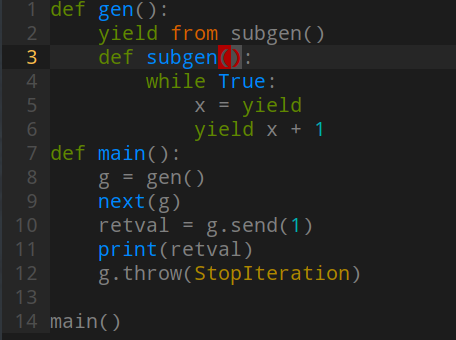 1 def gen():
2     yield from subgen()
3     def subgen():
4         while True:
5             x = yield
6             yield x + 1
7 def main():
8     g = gen()
9     next(g)
10     retval = g.send(1)
11     print(retval)
12     g.throw(StopIteration)
13
14 main()